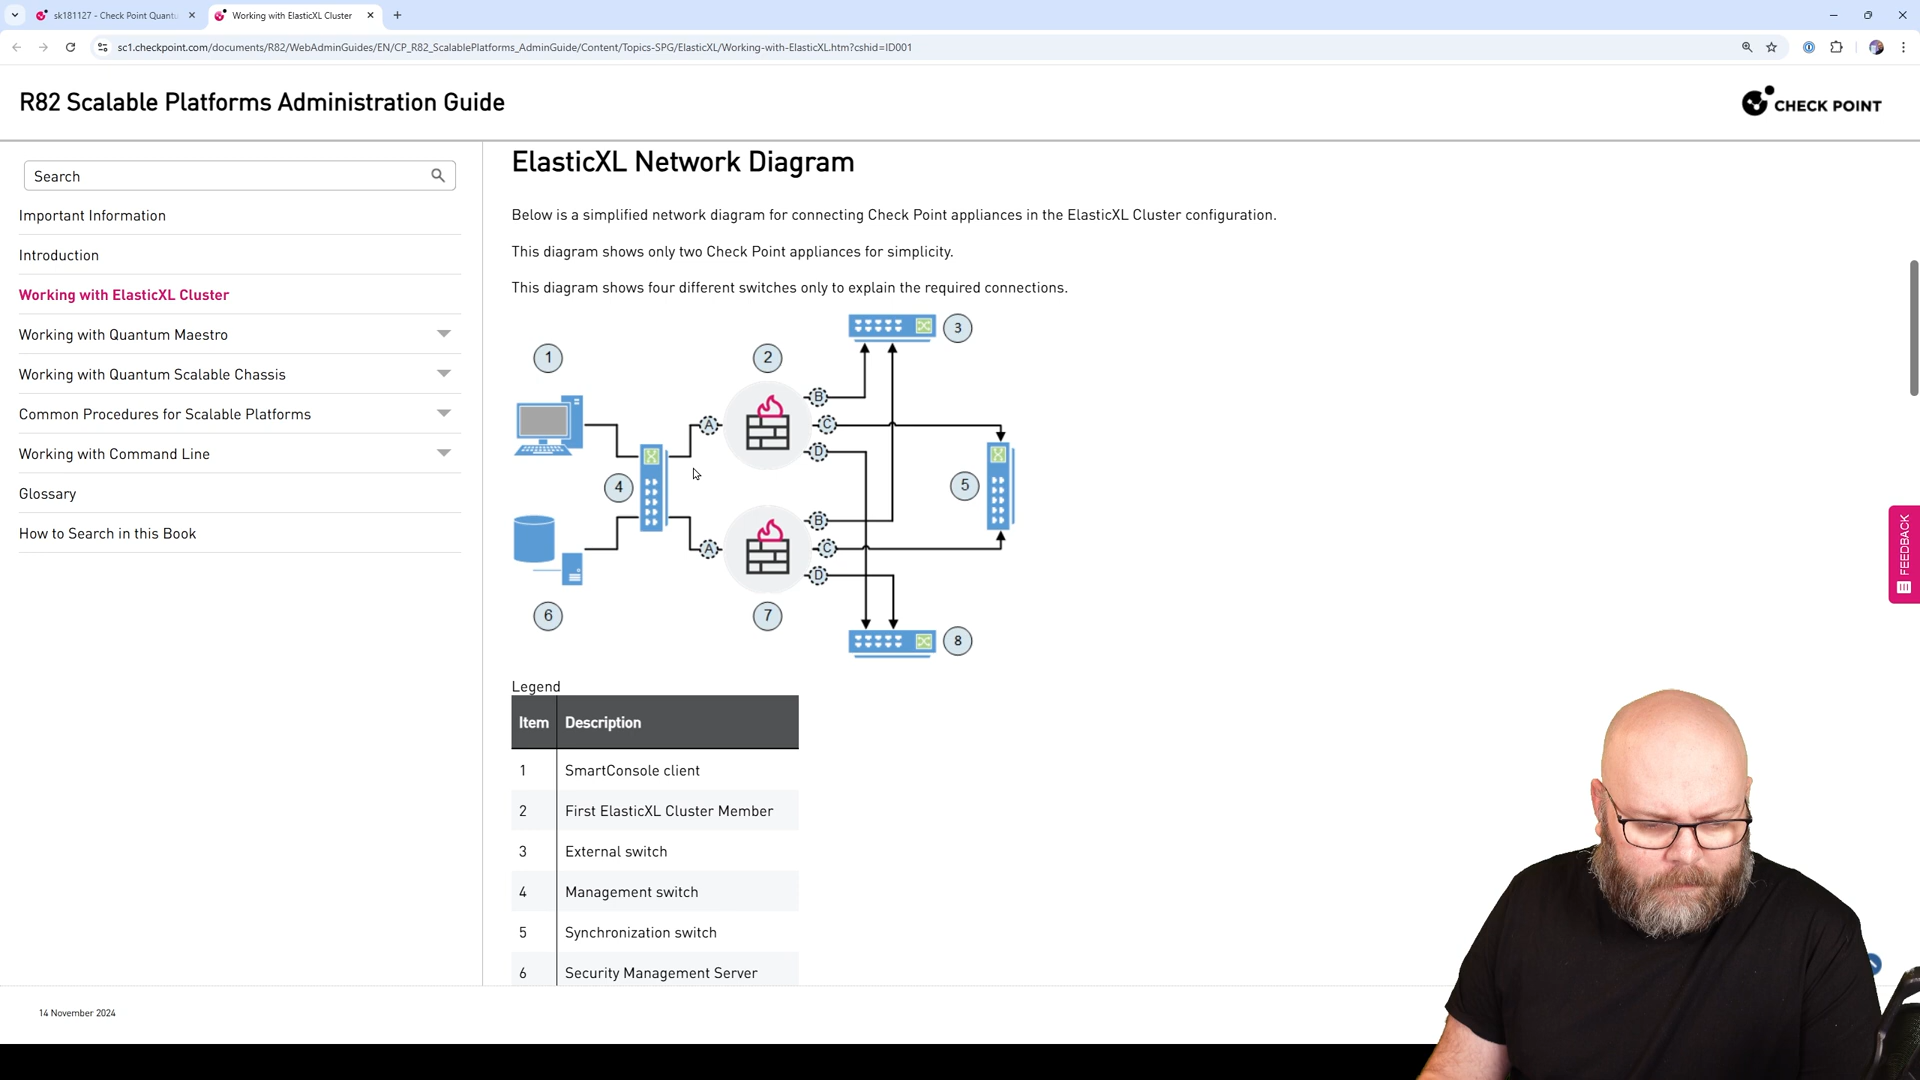 sk181127 - Check Point Quantu
Working with ElasticXL Cluster
sc1.checkpoint.com/documents/R82/WebAdminGuides/EN/CP_R82_ScalablePlatforms_AdminGuide/Content/Topics-SPG/ElasticXL/Working-with-ElasticXL.htm?cshid=ID001
R82 Scalable Platforms Administration Guide
CHECK POINT
Search
Important Information
Introduction
Working with ElasticXL Cluster
Working with Quantum Maestro
Working with Quantum Scalable Chassis
Common Procedures for Scalable Platforms
Working with Command Line
Glossary
How to Search in this Book
ElasticXL Network Diagram
Below is a simplified network diagram for connecting Check Point appliances in the ElasticXL Cluster configuration.
This diagram shows only two Check Point appliances for simplicity.
This diagram shows four different switches only to explain the required connections.
1
2
3
B
A
C
D
4
5
B
A
C
D
6
7
8
Legend
Item Description
1 SmartConsole client
2 First ElasticXL Cluster Member
3 External switch
4 Management switch
5 Synchronization switch
6 Security Management Server
FEEDBACK
14 November 2024